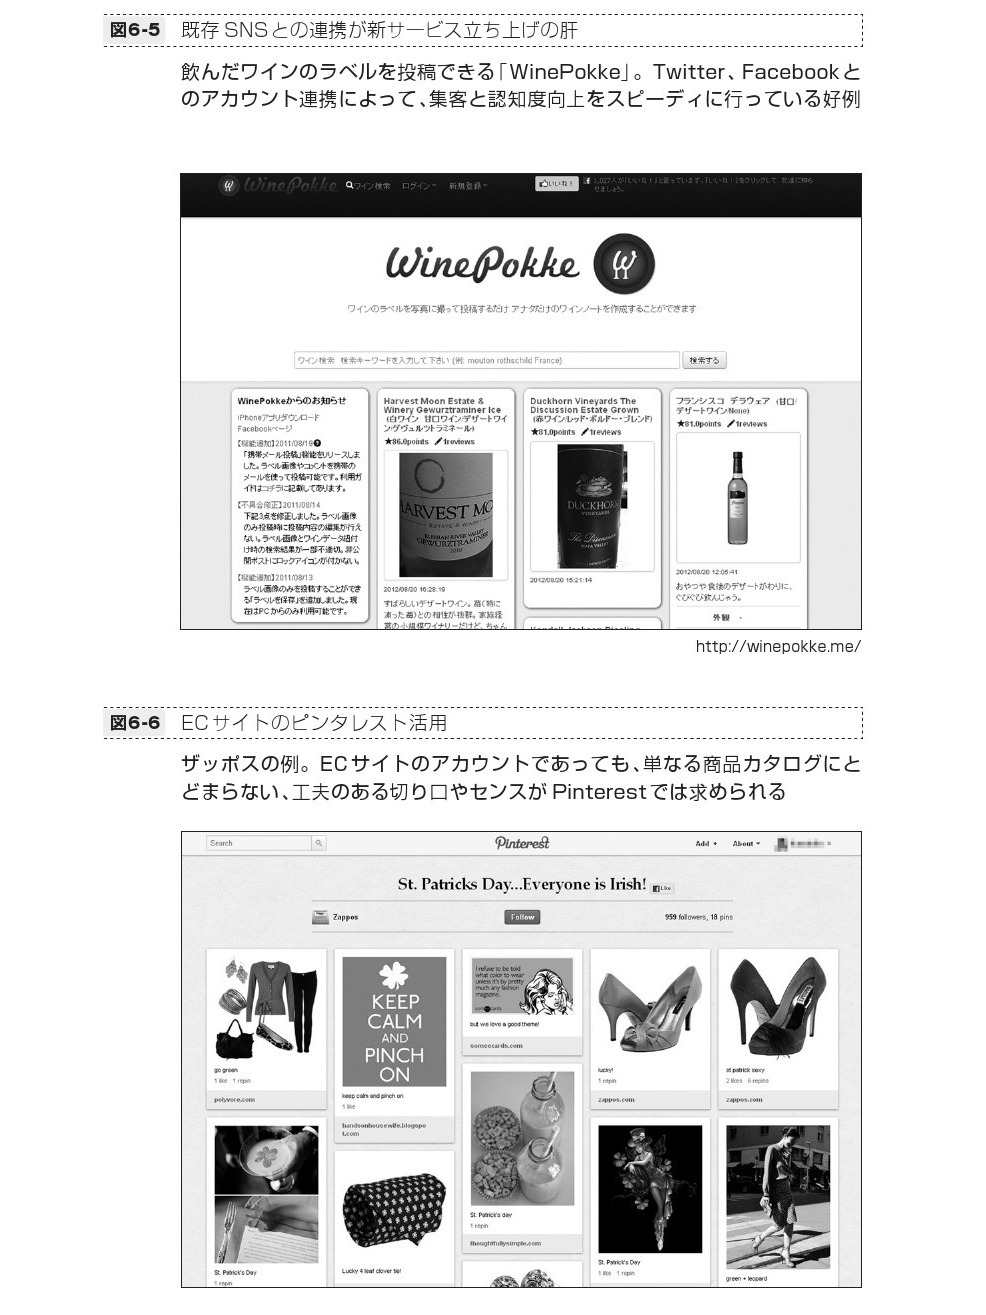 図6-5 既存SNSとの連携が新サービス立ち上げの肝
飲んだワインのラベルを投稿できる「WinePokke」。Twitter、Facebookと
のアカウント連携によって、集客と認知度向上をスピーディに行っている好例
WinePokke ワイン検索 ログイン 新規登録 いいね!
WinePokke
ワインのラベルを写真に撮って投稿するだけ アナタだけのワインノートを作成することができます
ワイン検索 検索キーワードを入力して下さい (例: mouton rothschild France) 検索する
WinePokkeからのお知らせ
iPhoneアプリダウンロード
Facebookページ
【機能追加】2011/08/19
「携帯メール投稿」機能をリリースしま
した。ラベル画像やコメントを携帯の
メールを使って投稿可能です。利用ガ
イドはコチラに記載してあります。
【不具合修正】2011/08/14
下記3点を修正しました。ラベル画像
のみ投稿時に投稿内容の編集が行え
ない。ラベル画像とワインデータ紐付
け時の検索結果が一部不適切。非公
開ポストにロックアイコンが付かない。
【機能追加】2011/08/13
ラベル画像のみを投稿することができ
る「ラベルを保存」を追加しました。現
在はPCからのみ利用可能です。
Harvest Moon Estate &
Winery Gewurztraminer Ice
(白ワイン 甘口ワイン/デザートワイ
ン/ゲヴュルツトラミネール)
★86.0points 1reviews
HARVEST MO
ESTATE & WINERY
RUSSIAN RIVER VALLEY
GEWURZTRAMINER
2010
2012/08/20 16:28:19
すばらしいデザートワイン。苺(特に
凍った苺)との相性が抜群。家族経
営の小規模ワイナリーだけど、ちゃん
Duckhorn Vineyards The
Discussion Estate Grown
(赤ワイン/レッド・ボルドー・ブレンド)
★81.0points 1reviews
DUCKHORN
VINEYARDS
The Discussion
NAPA VALLEY
2012/08/20 15:21:14
Kendall Jackson Riesling
フランシスコ デラウェア (甘口/
デザートワイン/None)
★81.0points 1reviews
2012/08/20 12:05:41
おやつや食後のデザートがわりに、
ぐびぐび飲んじゃう。
外観 -
http://winepokke.me/
図6-6 ECサイトのピンタレスト活用
ザッポスの例。ECサイトのアカウントであっても、単なる商品カタログにと
どまらない、工夫のある切り口やセンスがPinterestでは求められる
Search Pinterest Add + About
St. Patricks Day...Everyone is Irish! Like
Zappos Follow 959 followers, 18 pins
go green
1 like 1 repin
polyvore.com
KEEP
CALM
AND
PINCH
ON
keep calm and pinch on
1 like
handsonhousewife.blogspo
t.com
I refuse to be told
what color to wear
unless it's by pretty
much any fashion
magazine.
someecards
but we love a good theme!
someecards.com
lucky!
1 repin
zappos.com
st patrick sexy
2 likes 6 repins
zappos.com
St. Patrick's Day
1 repin
Lucky 4 leaf clover tie!
St. Patrick's day
1 repin
thoughtfullysimple.com
St. Patrick's Day
1 like 1 repin
green + leopard